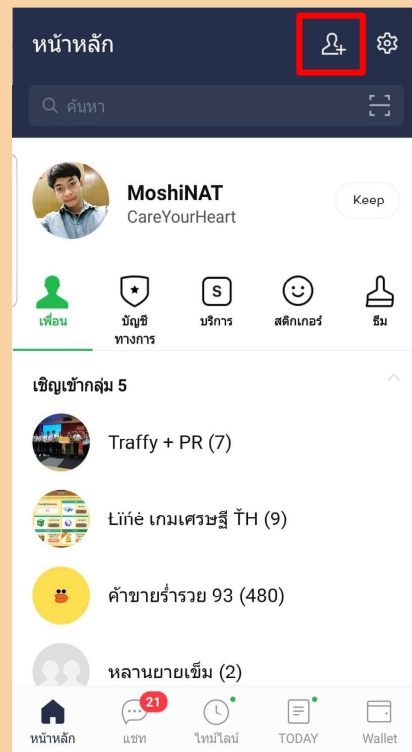 หน้าหลัก
ค้นหา
MoshiNAT
CareYourHeart
Keep
เพื่อน
บัญชี
ทางการ
S
บริการ
สติกเกอร์
ธีม
เชิญเข้ากลุ่ม 5
Traffy + PR (7)
Łïńė เกมเศรษฐี ŤH (9)
ค้าขายร่ำรวย 93 (480)
หลานยายเข็ม (2)
หน้าหลัก
21
แชท
ไทม์ไลน์
TODAY
Wallet